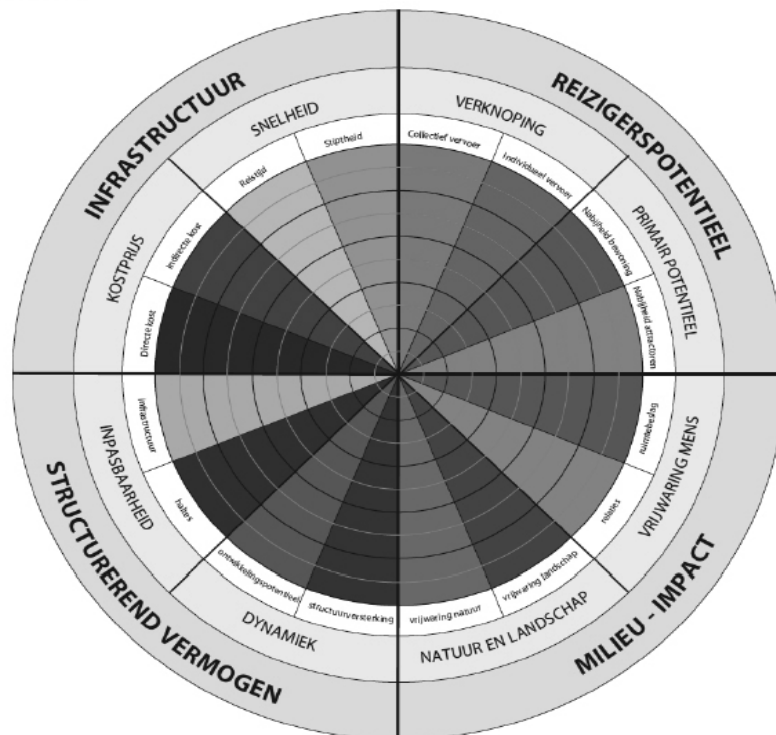 INFRASTRUCTUUR
REIZIGERSPOTENTIEEL
SNELHEID
VERKNOPING
Stiptheid
Collectief vervoer
Reistijd
Individueel vervoer
KOSTPRIJS
PRIMAIR POTENTIEEL
Indirecte kost
Nabijheid bewoning
Directe kost
Nabijheid attractoren
infrastructuur
ruimtebeslag
INPASBAARHEID
VRIJWARING MENS
haltes
relaties
ontwikkelingspotentieel
vrijwaring landschap
structuurversterking
vrijwaring natuur
DYNAMIEK
NATUUR EN LANDSCHAP
STRUCTUREREND VERMOGEN
MILIEU - IMPACT